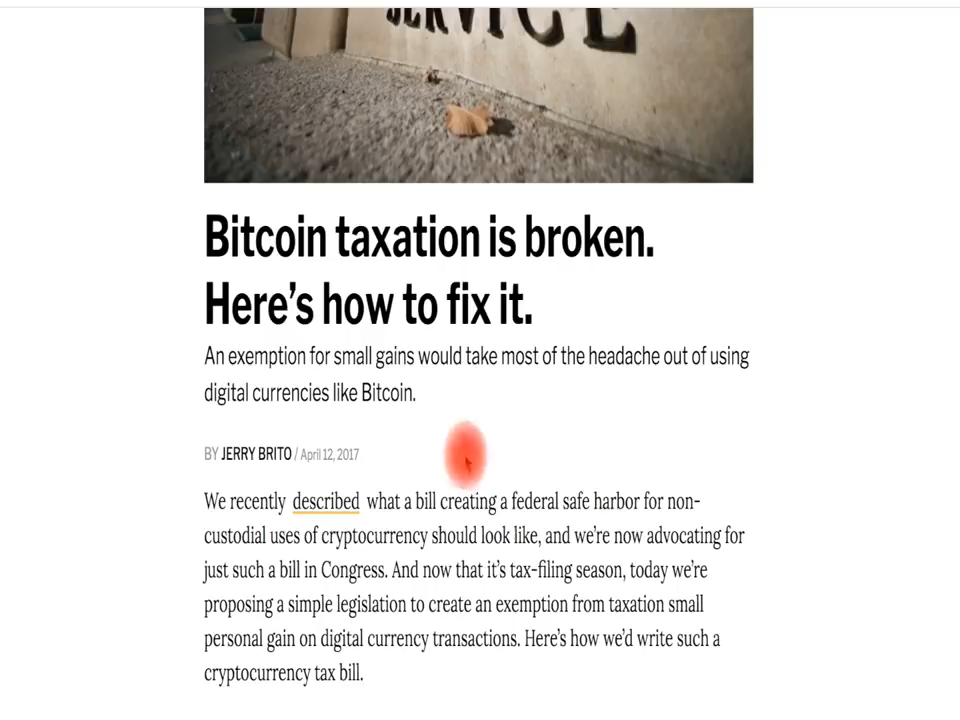 SERVICE
Bitcoin taxation is broken.
Here's how to fix it.
An exemption for small gains would take most of the headache out of using
digital currencies like Bitcoin.
BY JERRY BRITO / April 12, 2017
We recently described what a bill creating a federal safe harbor for non-
custodial uses of cryptocurrency should look like, and we're now advocating for
just such a bill in Congress. And now that it's tax-filing season, today we're
proposing a simple legislation to create an exemption from taxation small
personal gain on digital currency transactions. Here's how we'd write such a
cryptocurrency tax bill.